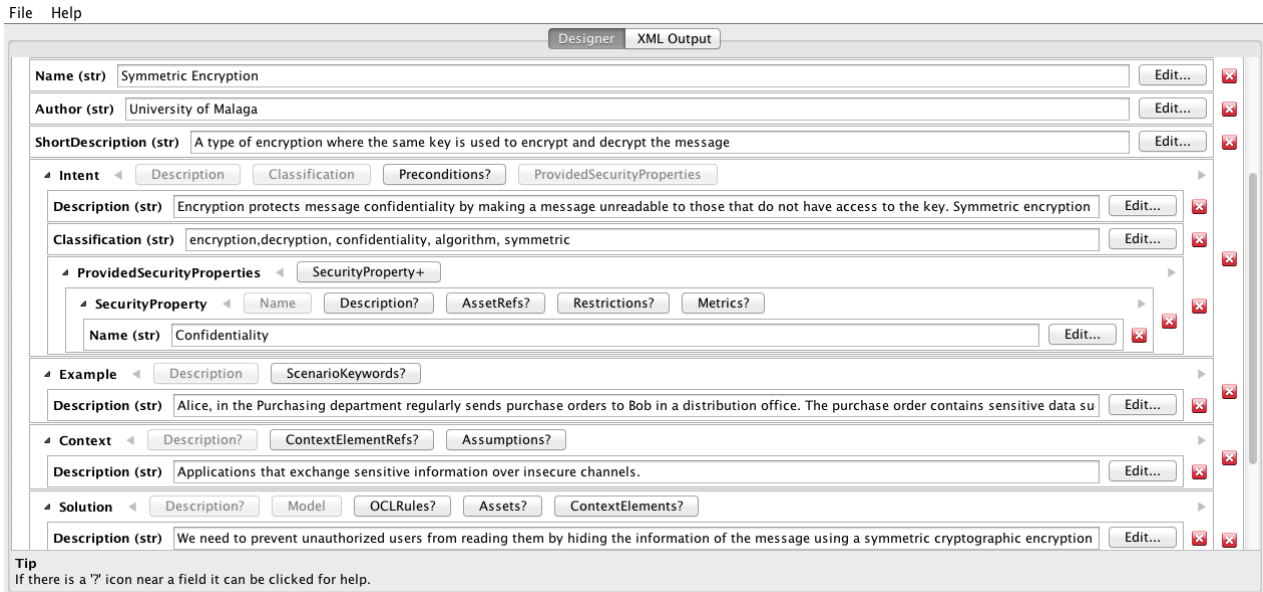 File Help
Designer XML Output
Name (str) Symmetric Encryption Edit...
Author (str) University of Malaga Edit...
ShortDescription (str) A type of encryption where the same key is used to encrypt and decrypt the message Edit...
Intent Description Classification Preconditions? ProvidedSecurityProperties
Description (str) Encryption protects message confidentiality by making a message unreadable to those that do not have access to the key. Symmetric encryption Edit...
Classification (str) encryption,decryption, confidentiality, algorithm, symmetric Edit...
ProvidedSecurityProperties SecurityProperty+
SecurityProperty Name Description? AssetRefs? Restrictions? Metrics?
Name (str) Confidentiality Edit...
Example Description ScenarioKeywords?
Description (str) Alice, in the Purchasing department regularly sends purchase orders to Bob in a distribution office. The purchase order contains sensitive data su Edit...
Context Description? ContextElementRefs? Assumptions?
Description (str) Applications that exchange sensitive information over insecure channels. Edit...
Solution Description? Model OCLRules? Assets? ContextElements?
Description (str) We need to prevent unauthorized users from reading them by hiding the information of the message using a symmetric cryptographic encryption Edit...
Tip
If there is a '?' icon near a field it can be clicked for help.